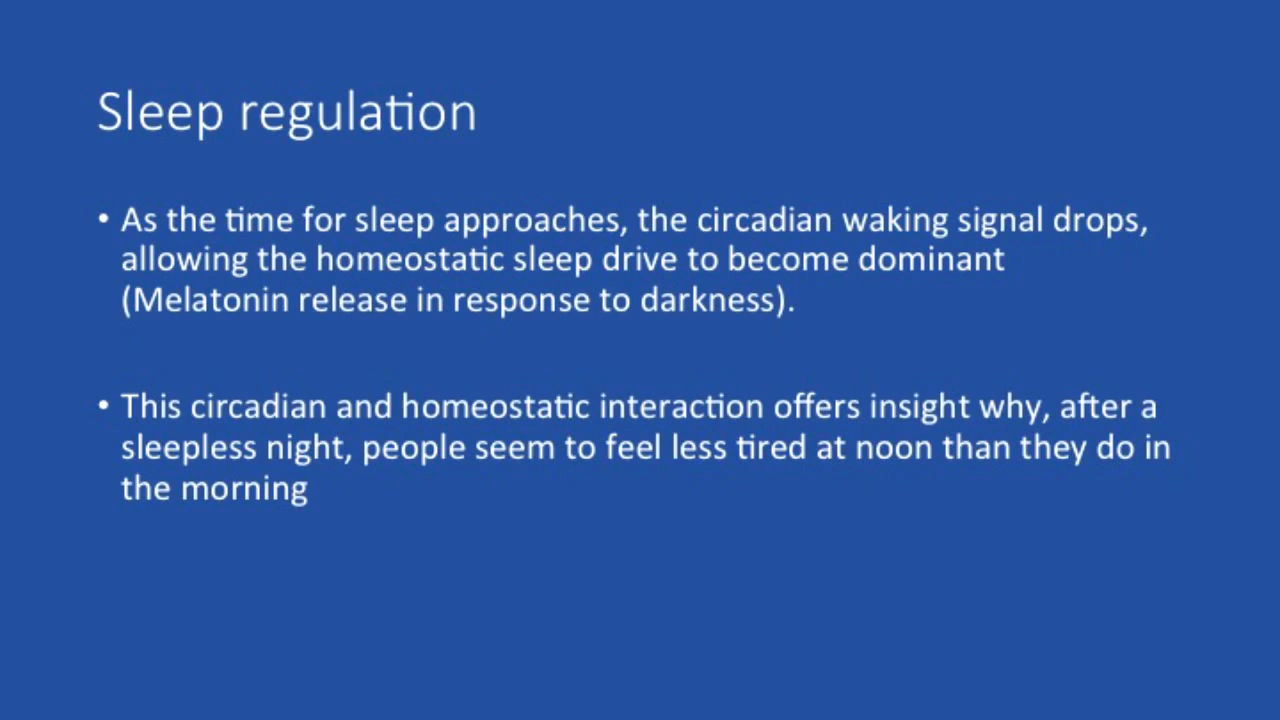 Sleep regulation
• As the time for sleep approaches, the circadian waking signal drops,
allowing the homeostatic sleep drive to become dominant
(Melatonin release in response to darkness).
• This circadian and homeostatic interaction offers insight why, after a
sleepless night, people seem to feel less tired at noon than they do in
the morning